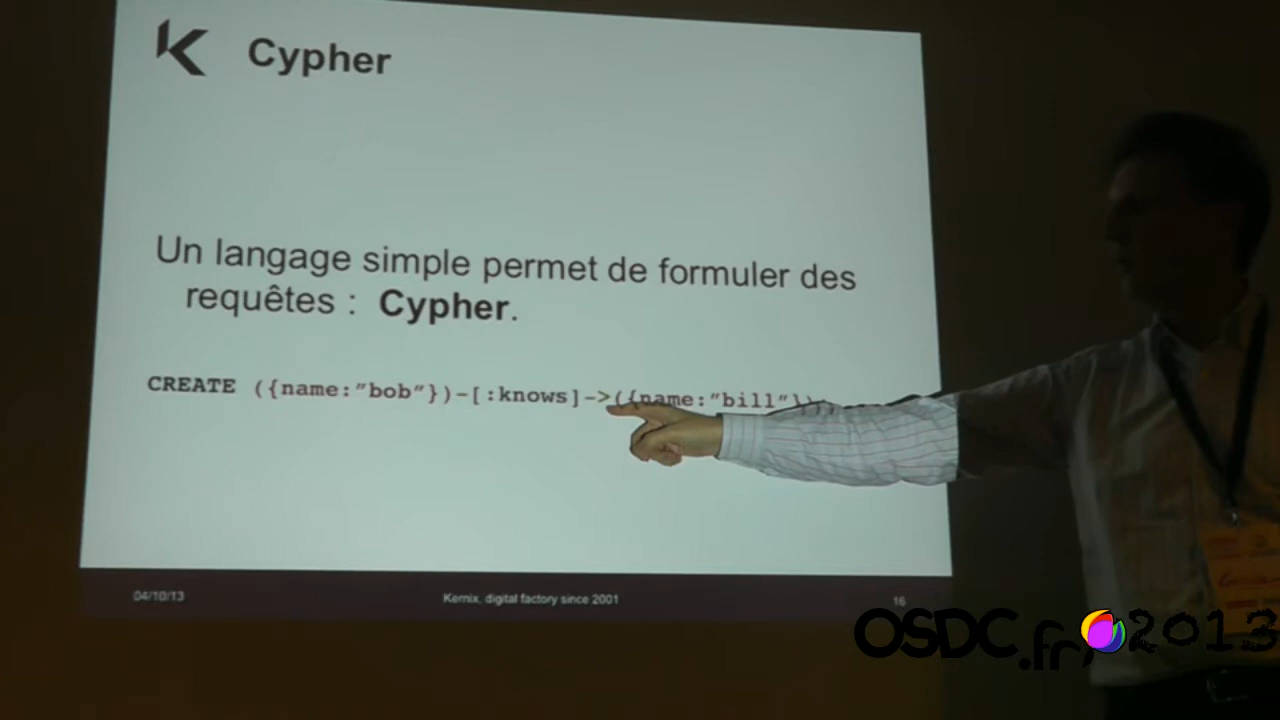 Cypher
Un langage simple permet de formuler des
requêtes : Cypher.
CREATE ({name:"bob"})-[:knows]->({name:"bill"})
04/10/13
Kernix, digital factory since 2001
16
OSDC.fr 2013